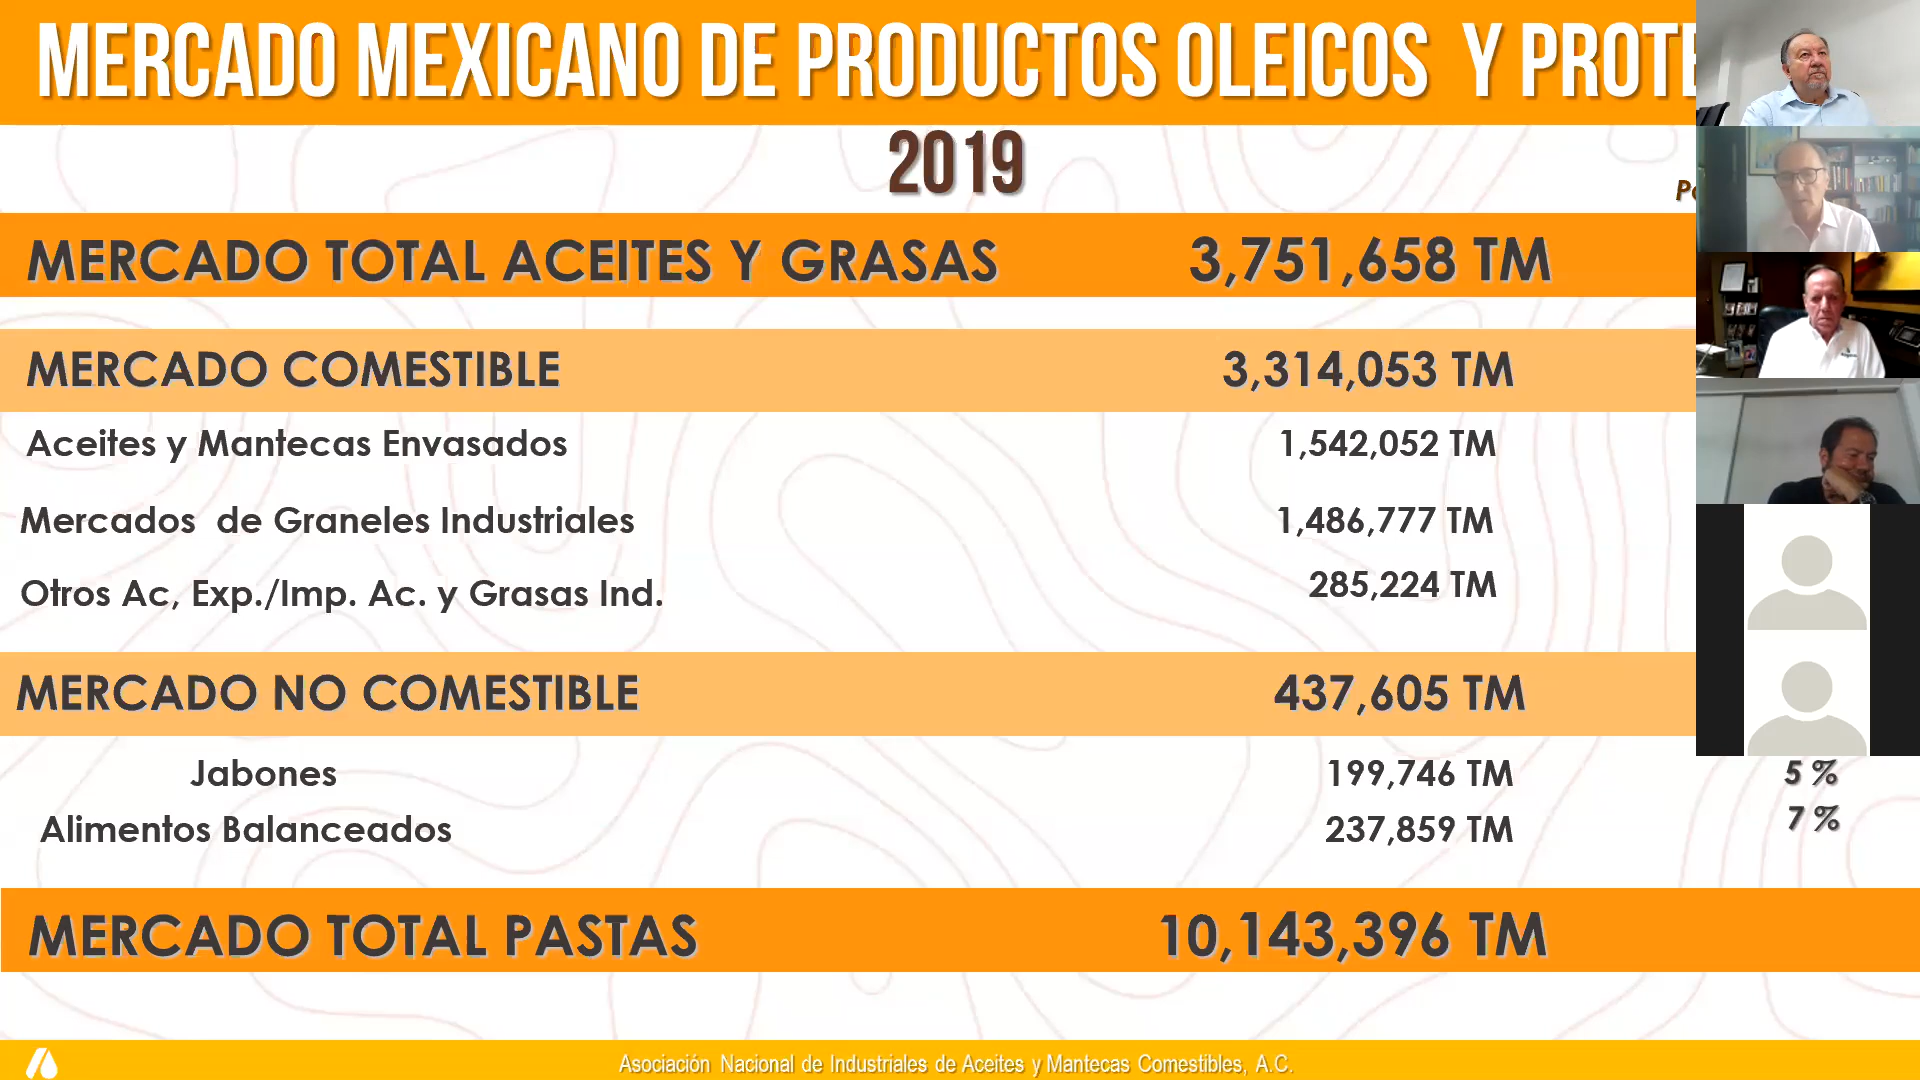 MERCADO MEXICANO DE PRODUCTOS OLEICOS Y
2019
MERCADO TOTAL ACEITES Y GRASAS 3,751,658 TM
MERCADO COMESTIBLE 3,314,053 TM
Aceites y Mantecas Envasados 1,542,052 TM
Mercados de Graneles Industriales 1,486,777 TM
Otros Ac, Exp./Imp. Ac. y Grasas Ind. 285,224 TM
MERCADO NO COMESTIBLE 437,605 TM
Jabones 199,746 TM 5 %
Alimentos Balanceados 237,859 TM 7 %
MERCADO TOTAL PASTAS 10,143,396 TM
Asociación Nacional de Industriales de Aceites y Mantecas Comestibles, A.C.